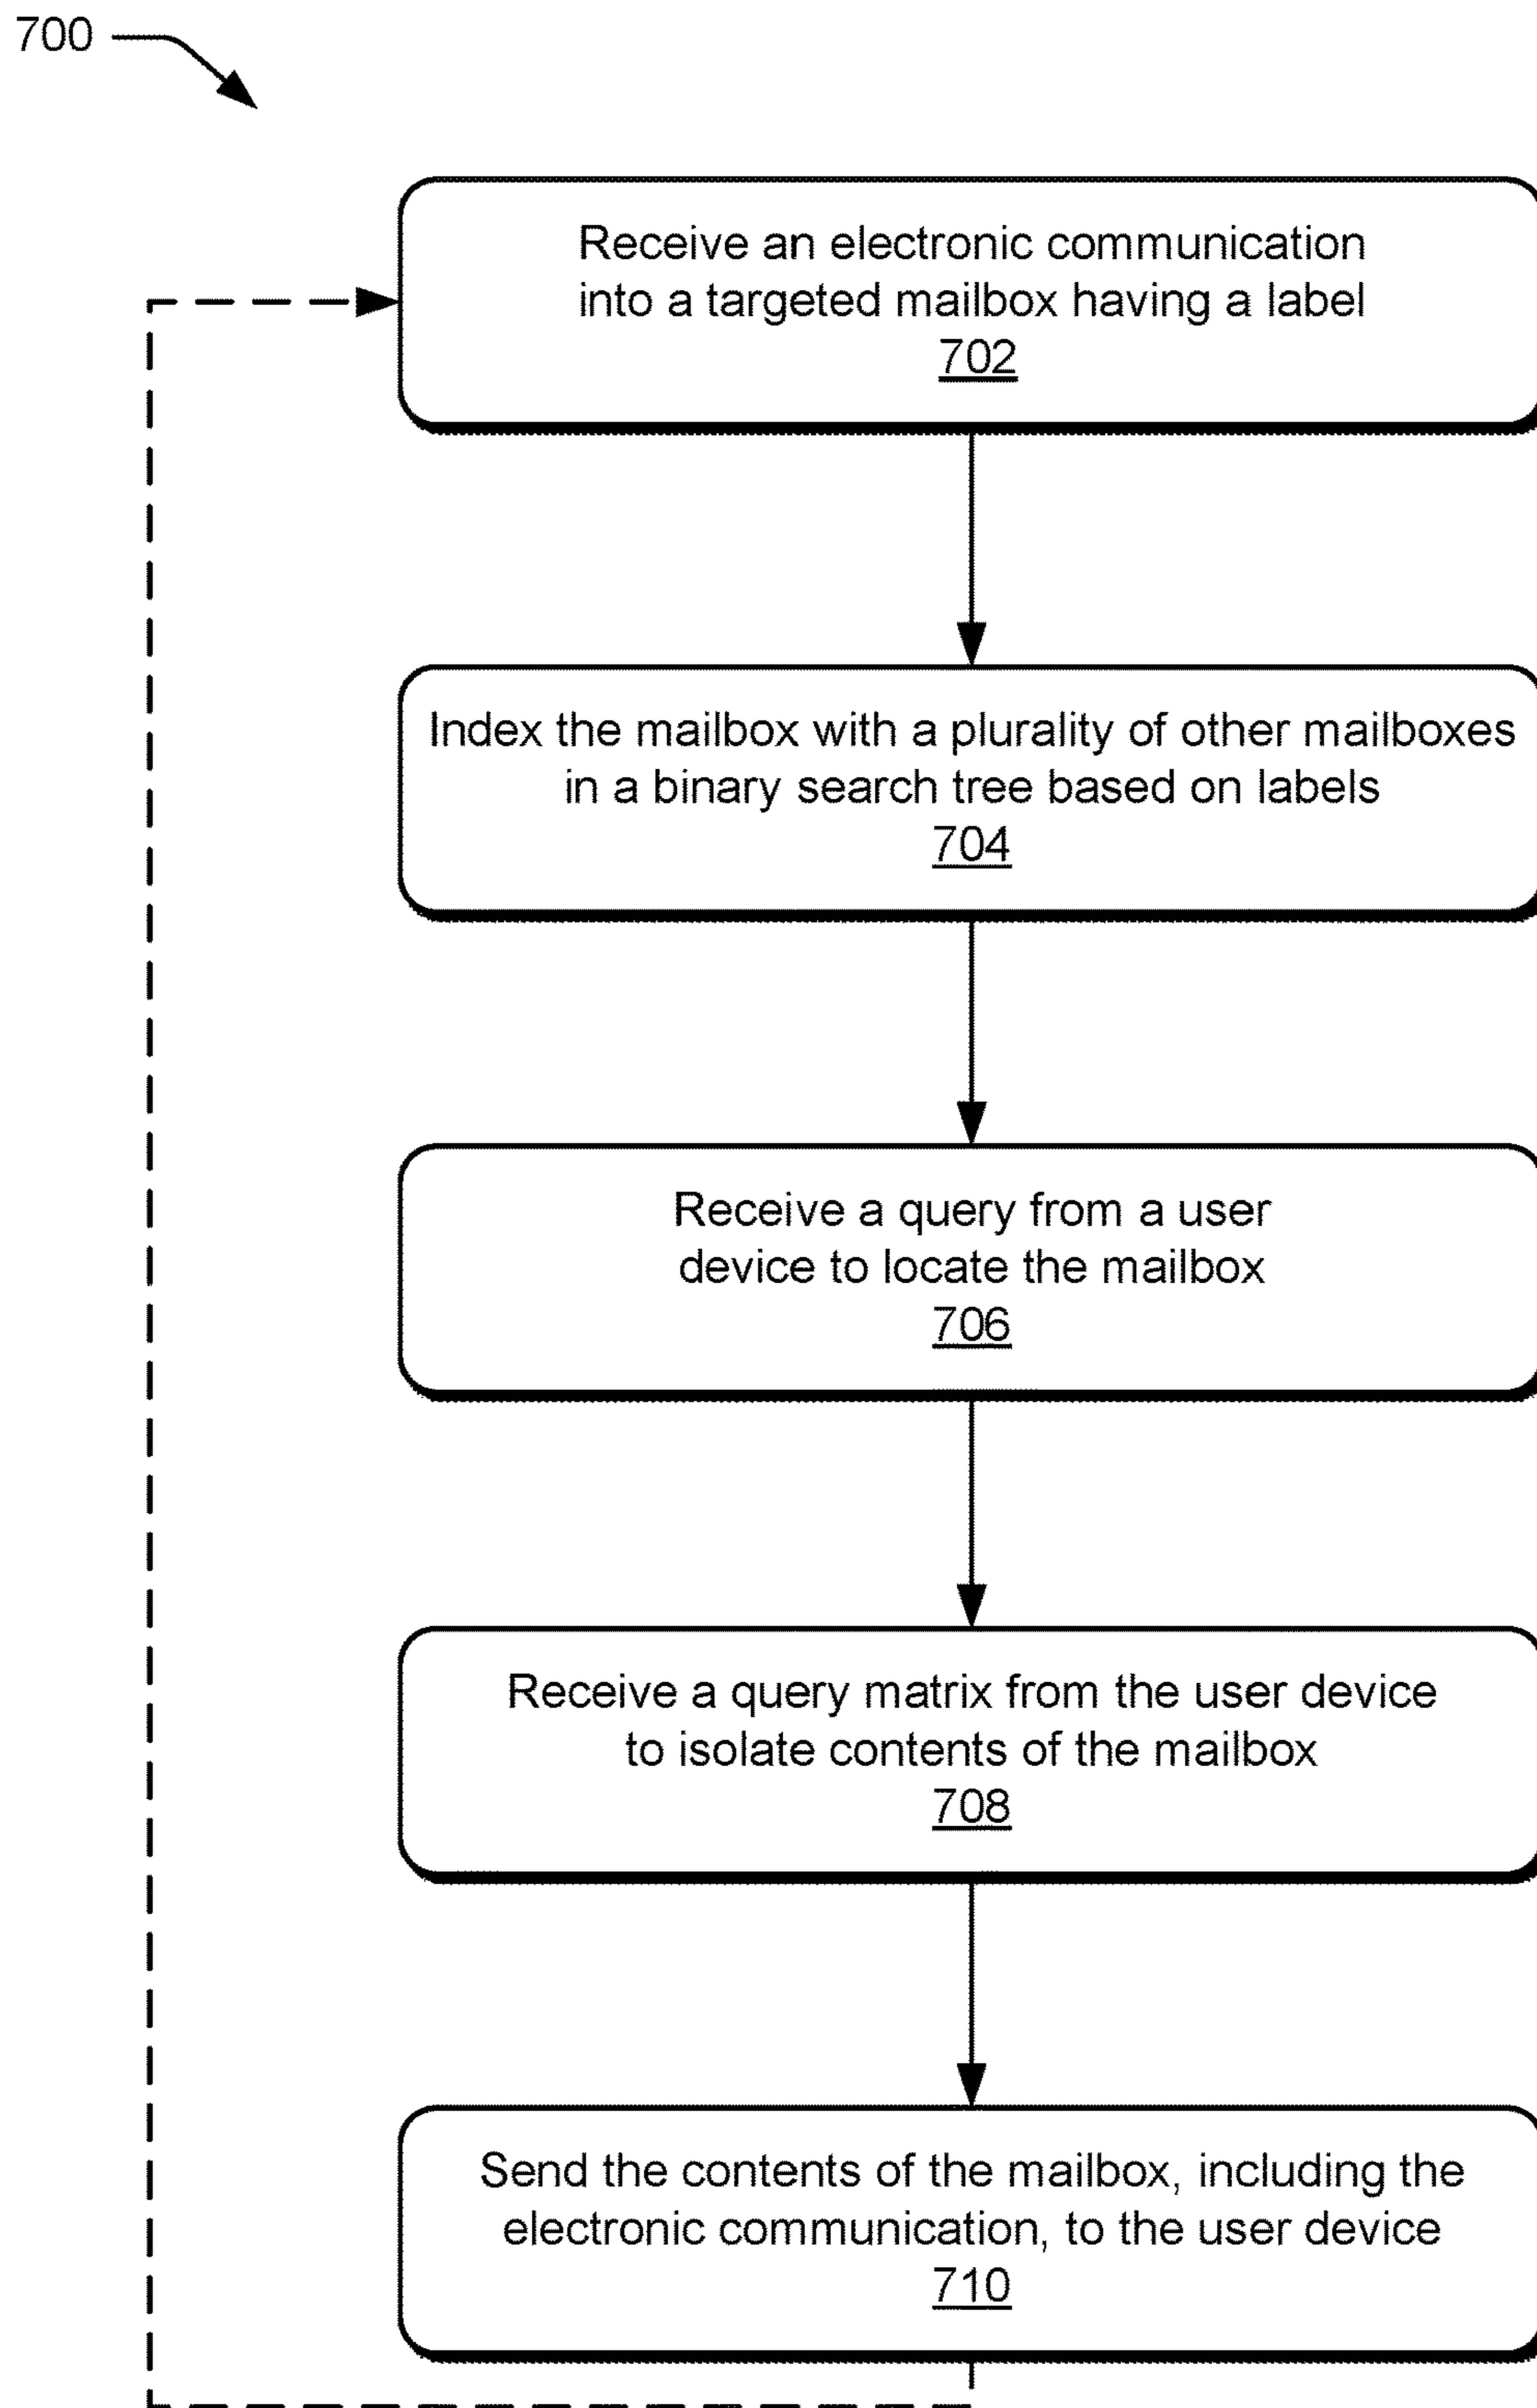 700
Receive an electronic communication
into a targeted mailbox having a label
702
Index the mailbox with a plurality of other mailboxes
in a binary search tree based on labels
704
Receive a query from a user
device to locate the mailbox
706
Receive a query matrix from the user device
to isolate contents of the mailbox
708
Send the contents of the mailbox, including the
electronic communication, to the user device
710